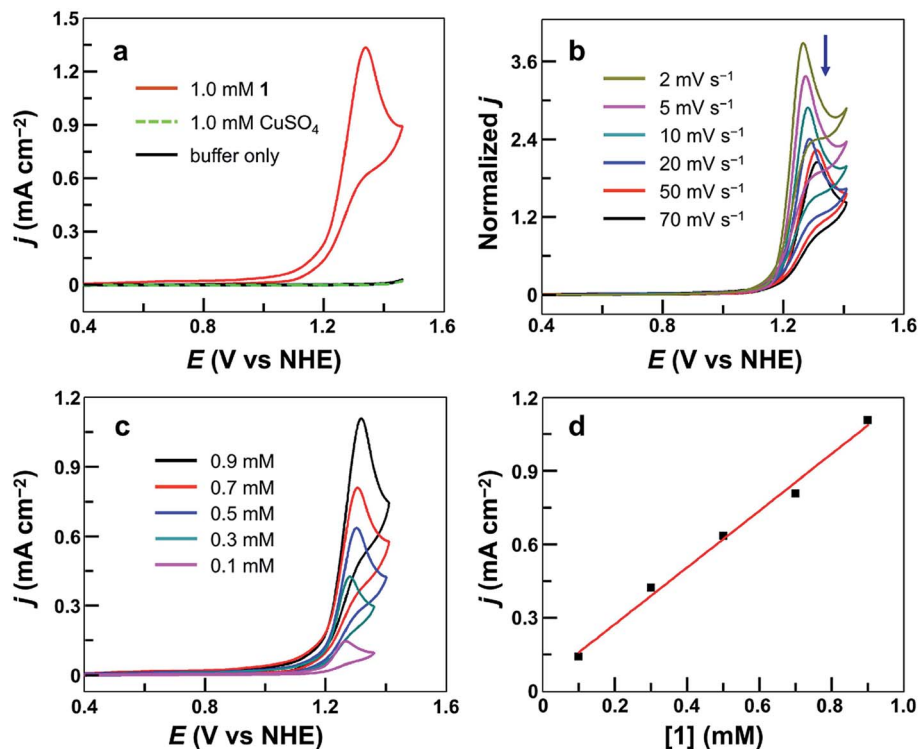 a
1.5
1.2
0.9
0.6
0.3
0
j (mA cm⁻²)
1.0 mM 1
1.0 mM CuSO₄
buffer only
0.4 0.8 1.2 1.6
E (V vs NHE)
b
3.6
2.4
1.2
0
Normalized j
2 mV s⁻¹
5 mV s⁻¹
10 mV s⁻¹
20 mV s⁻¹
50 mV s⁻¹
70 mV s⁻¹
0.4 0.8 1.2 1.6
E (V vs NHE)
c
1.2
0.9
0.6
0.3
0
j (mA cm⁻²)
0.9 mM
0.7 mM
0.5 mM
0.3 mM
0.1 mM
0.4 0.8 1.2 1.6
E (V vs NHE)
d
1.2
0.9
0.6
0.3
0
j (mA cm⁻²)
0 0.2 0.4 0.6 0.8 1.0
[1] (mM)